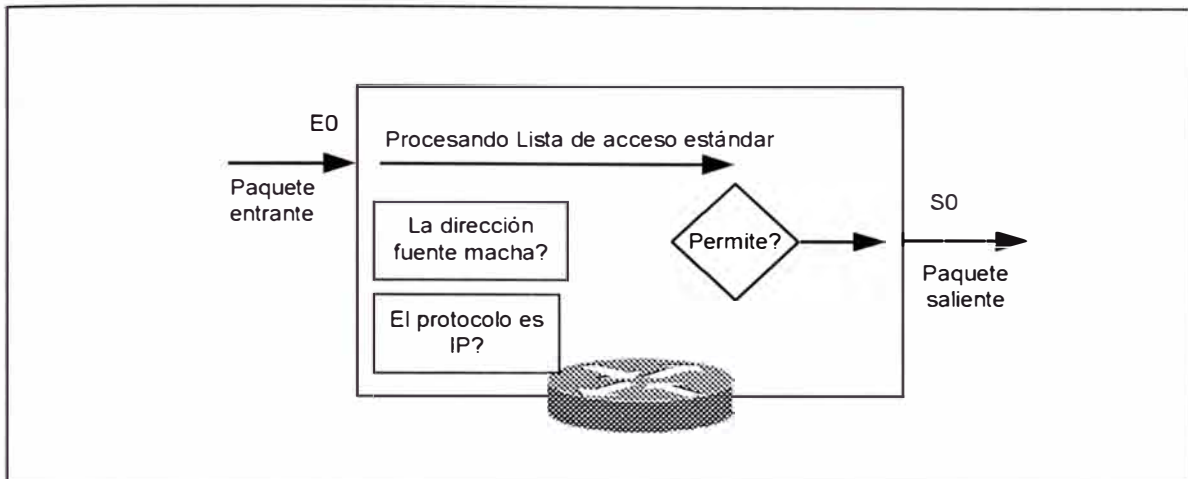 E0
Procesando Lista de acceso estándar
Paquete
entrante
La dirección
fuente macha?
El protocolo es
IP?
Permite?
S0
Paquete
saliente